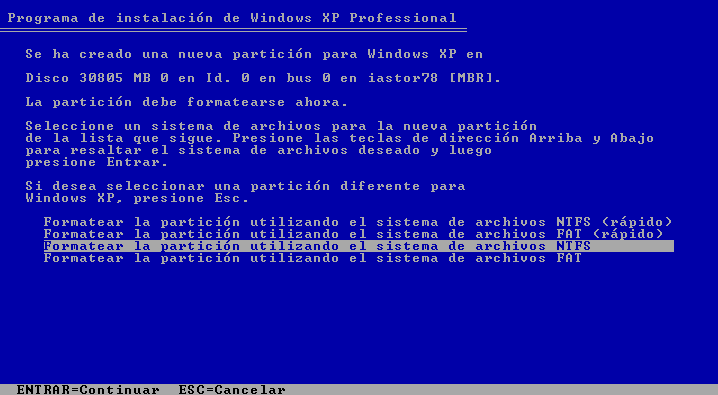 Programa de instalación de Windows XP Professional
Se ha creado una nueva partición para Windows XP en
Disco 30805 MB 0 en Id. 0 en bus 0 en iastor78 [MBR].
La partición debe formatearse ahora.
Seleccione un sistema de archivos para la nueva partición
de la lista que sigue. Presione las teclas de dirección Arriba y Abajo
para resaltar el sistema de archivos deseado y luego
presione Entrar.
Si desea seleccionar una partición diferente para
Windows XP, presione Esc.
Formatear la partición utilizando el sistema de archivos NTFS (rápido)
Formatear la partición utilizando el sistema de archivos FAT (rápido)
Formatear la partición utilizando el sistema de archivos NTFS
Formatear la partición utilizando el sistema de archivos FAT
ENTRAR=Continuar  ESC=Cancelar